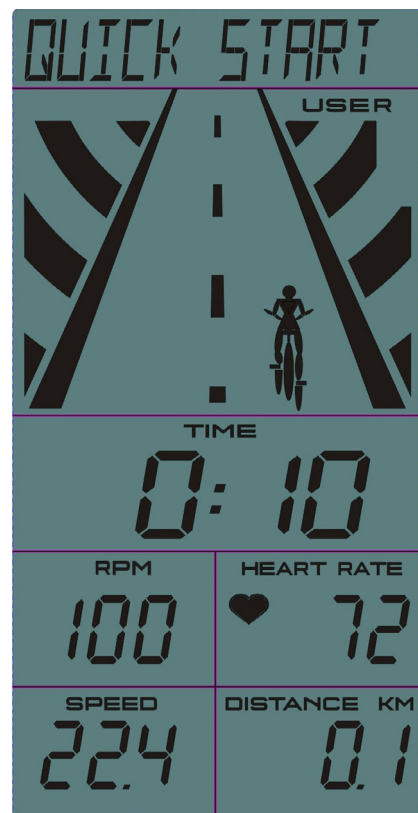 QUICK START
USER
TIME
0:10
RPM
HEART RATE
100
72
SPEED
DISTANCE KM
22.4
0.1